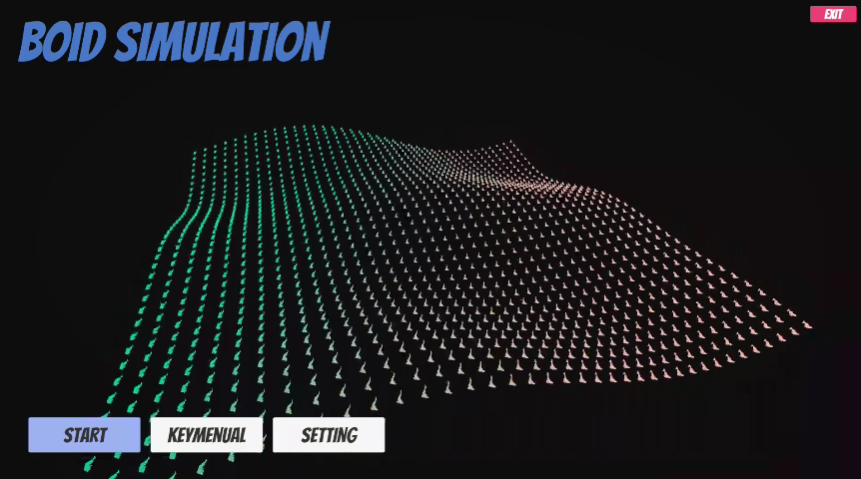 BOID SIMULATION
EXIT
START
KEYMENUAL
SETTING